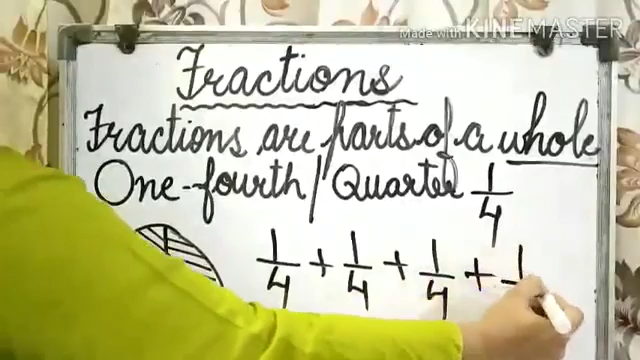 Made with KINEMASTER
Fractions
Fractions are parts of a whole
One-fourth/Quarter 1/4
1/4 + 1/4 + 1/4 + 1